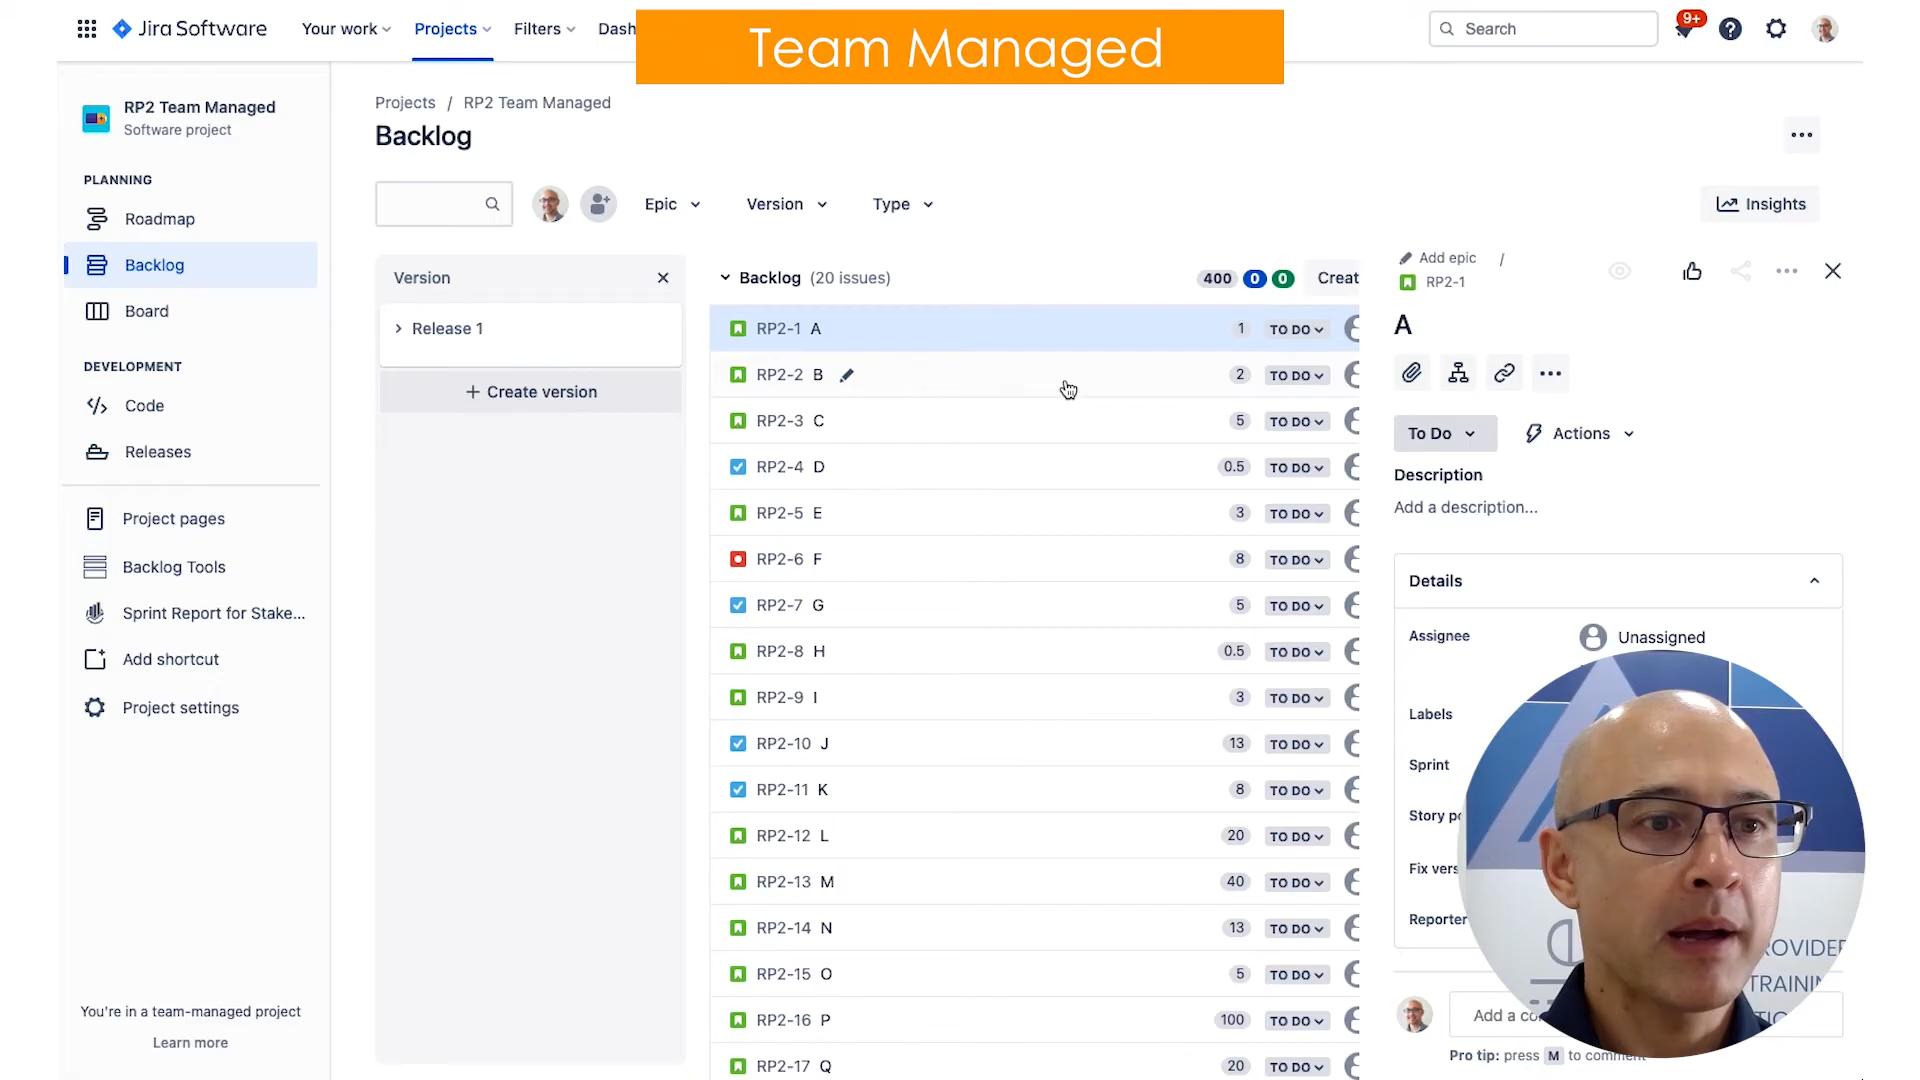 Jira Software
Your work
Projects
Filters
Dash
Team Managed
Search
9+
RP2 Team Managed
Software project
PLANNING
Roadmap
Backlog
Board
DEVELOPMENT
Code
Releases
Project pages
Backlog Tools
Sprint Report for Stake...
Add shortcut
Project settings
You're in a team-managed project
Learn more
Projects / RP2 Team Managed
Backlog
Epic
Version
Type
Insights
Version
Release 1
+ Create version
Backlog (20 issues) 400 0 0 Creat
RP2-1 A 1 TO DO
RP2-2 B 2 TO DO
RP2-3 C 5 TO DO
RP2-4 D 0.5 TO DO
RP2-5 E 3 TO DO
RP2-6 F 8 TO DO
RP2-7 G 5 TO DO
RP2-8 H 0.5 TO DO
RP2-9 I 3 TO DO
RP2-10 J 13 TO DO
RP2-11 K 8 TO DO
RP2-12 L 20 TO DO
RP2-13 M 40 TO DO
RP2-14 N 13 TO DO
RP2-15 O 5 TO DO
RP2-16 P 100 TO DO
RP2-17 Q 20 TO DO
Add epic /
RP2-1
A
To Do
Actions
Description
Add a description...
Details
Assignee
Unassigned
Labels
Sprint
Story po
Fix vers
Reporter
ROVIDER
TRAININ
Add a co
Pro tip: press M to comment